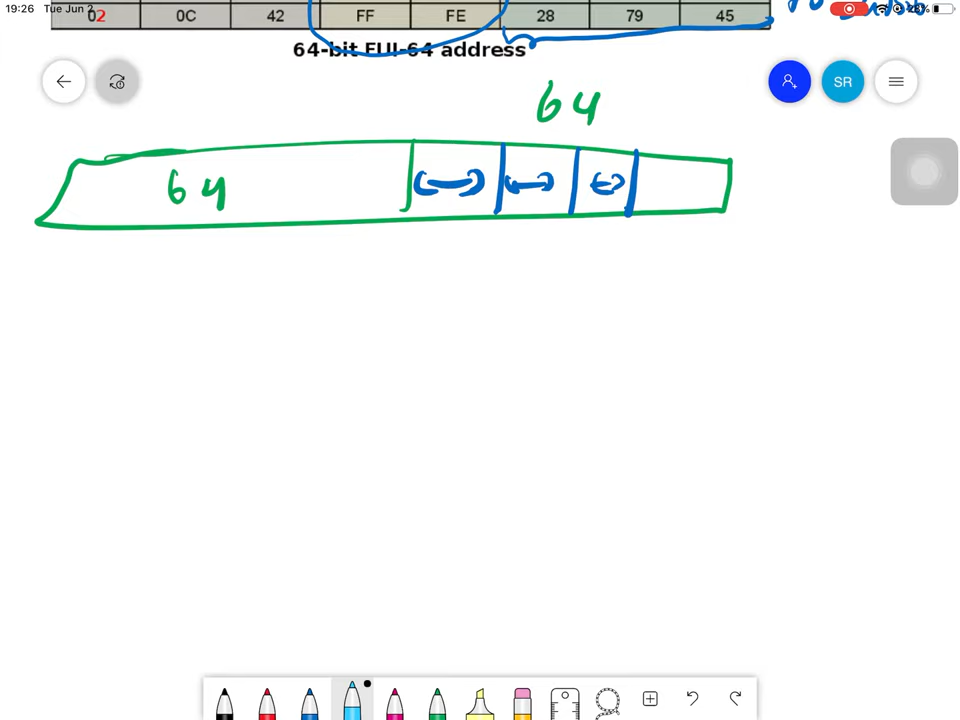 19:26 Tue Jun 2 28%
02 0C 42 FF FE 28 79 45
64-bit EUI-64 address
SR
64
64